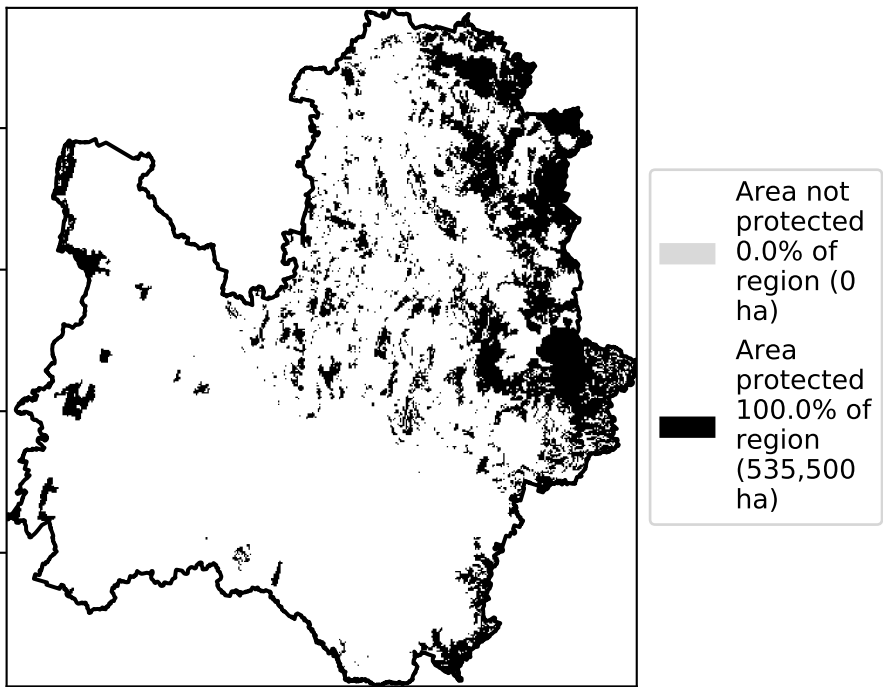 Area not
protected
0.0% of
region (0
ha)
Area
protected
100.0% of
region
(535,500
ha)